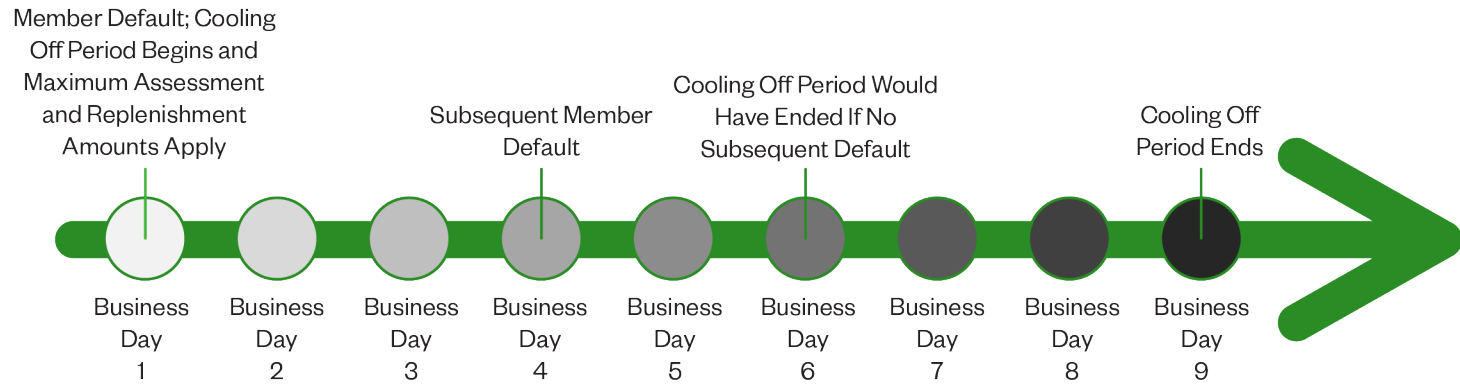 Member Default; Cooling
Off Period Begins and
Maximum Assessment
and Replenishment
Amounts Apply
Subsequent Member
Default
Cooling Off Period Would
Have Ended If No
Subsequent Default
Cooling Off
Period Ends
Business
Day
1
Business
Day
2
Business
Day
3
Business
Day
4
Business
Day
5
Business
Day
6
Business
Day
7
Business
Day
8
Business
Day
9